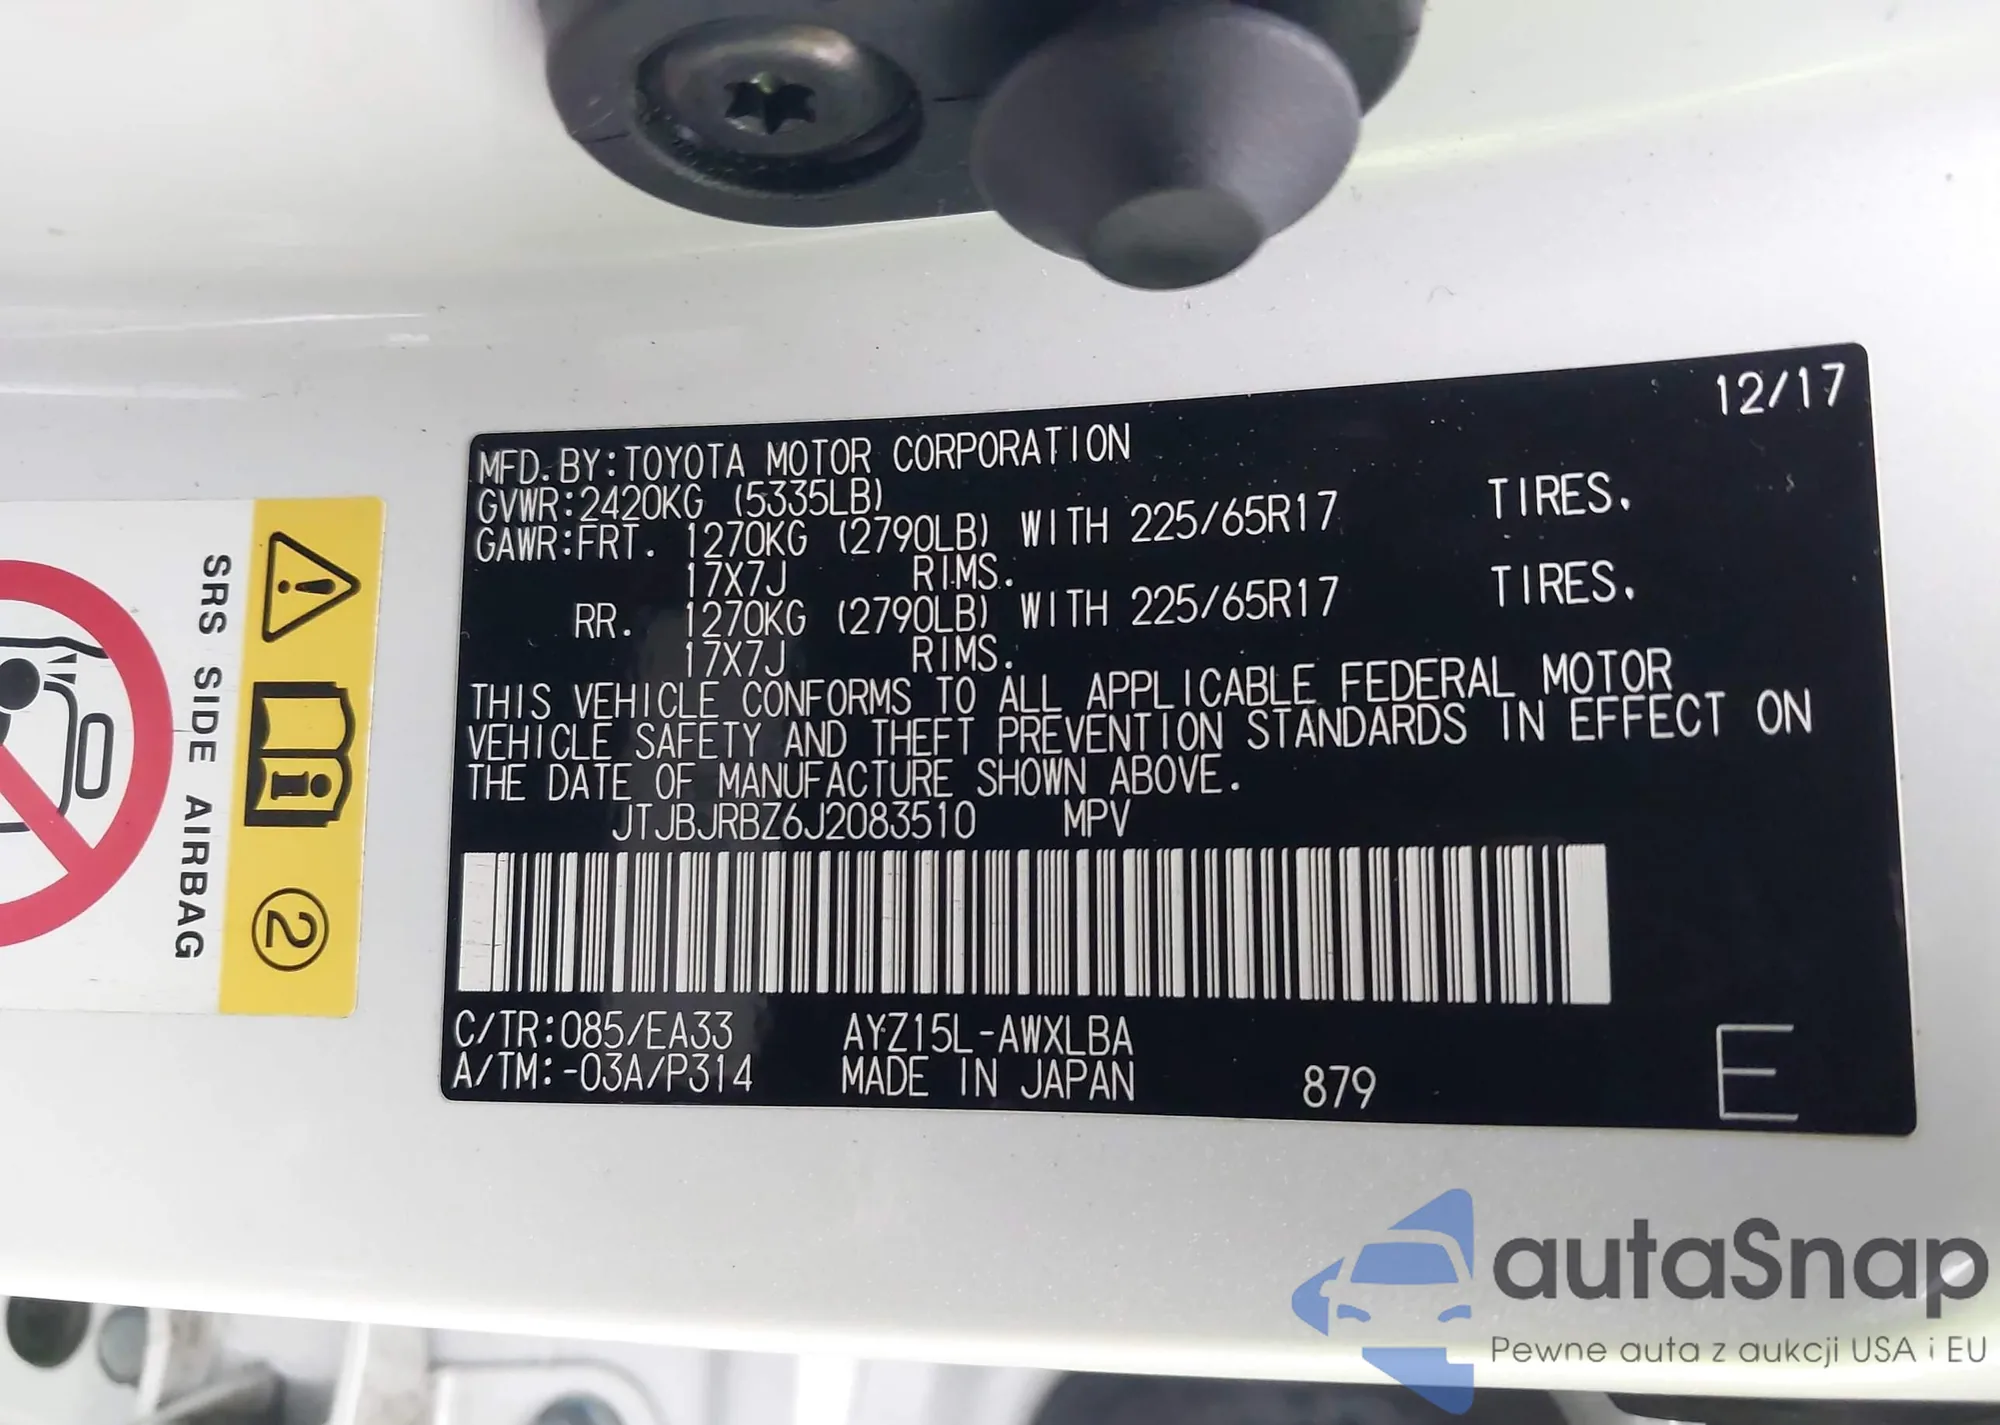 12/17
MFD. BY:TOYOTA MOTOR CORPORATION
GVWR:2420KG (5335LB)
GAWR:FRT. 1270KG (2790LB) WITH 225/65R17 TIRES.
17X7J RIMS.
RR. 1270KG (2790LB) WITH 225/65R17 TIRES.
17X7J RIMS.
THIS VEHICLE CONFORMS TO ALL APPLICABLE FEDERAL MOTOR
VEHICLE SAFETY AND THEFT PREVENTION STANDARDS IN EFFECT ON
THE DATE OF MANUFACTURE SHOWN ABOVE.
JTJBJRBZ6J2083510 MPV
C/TR:085/EA33 AYZ15L-AWXLBA
A/TM:-03A/P314 MADE IN JAPAN 879 E
SRS SIDE AIRBAG
2
autaSnap
Pewne auta z aukcji USA i EU